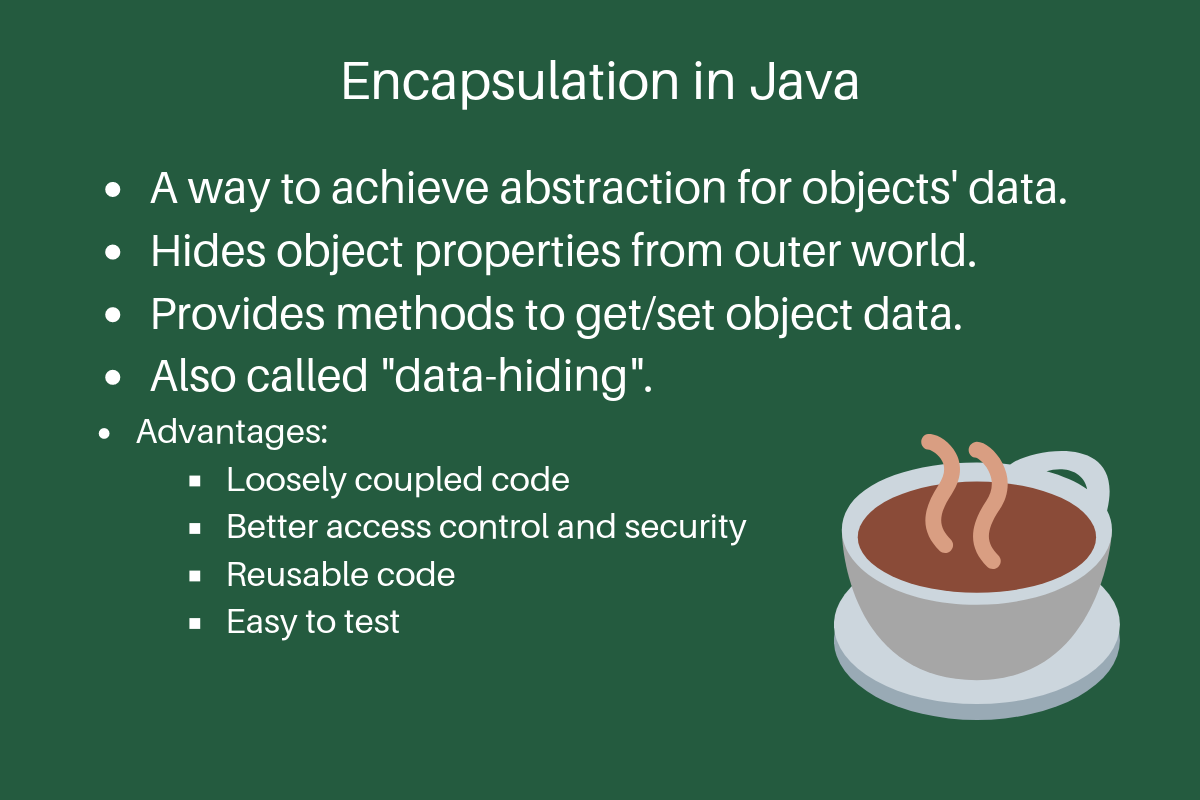 Encapsulation in Java
• A way to achieve abstraction for objects' data.
• Hides object properties from outer world.
• Provides methods to get/set object data.
• Also called "data-hiding".
• Advantages:
▪ Loosely coupled code
▪ Better access control and security
▪ Reusable code
▪ Easy to test